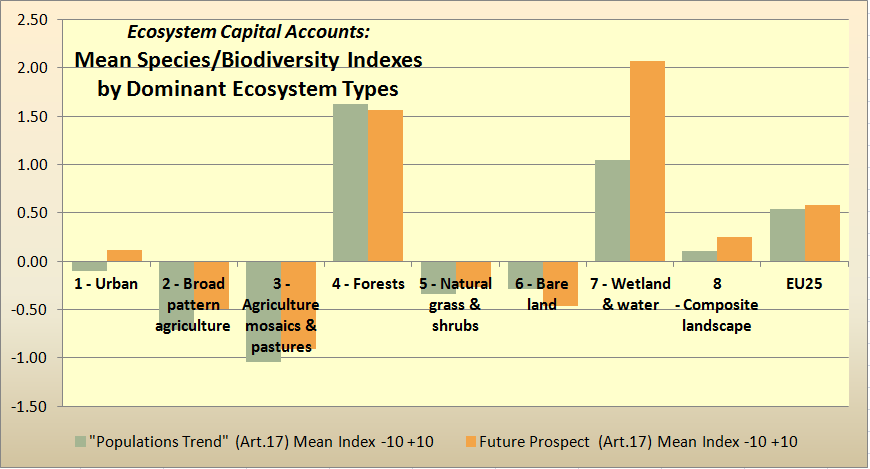 Ecosystem Capital Accounts:
Mean Species/Biodiversity Indexes
by Dominant Ecosystem Types
2.50
2.00
1.50
1.00
0.50
0.00
-0.50
-1.00
-1.50
1 - Urban
2 - Broad
pattern
agriculture
3 -
Agriculture
mosaics &
pastures
4 - Forests
5 - Natural
grass &
shrubs
6 - Bare
land
7 - Wetland
& water
8
- Composite
landscape
EU25
"Populations Trend" (Art.17) Mean Index -10 +10
Future Prospect (Art.17) Mean Index -10 +10